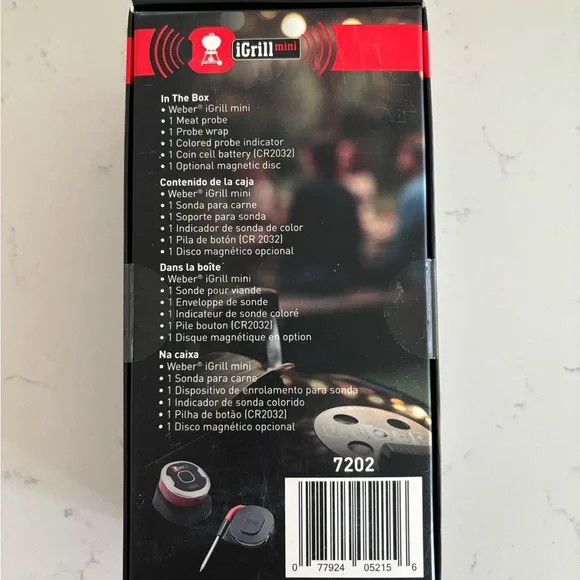 iGrill mini
In The Box
• Weber® iGrill mini
• 1 Meat probe
• 1 Probe wrap
• 1 Colored probe indicator
• 1 Coin cell battery (CR2032)
• 1 Optional magnetic disc
Contenido de la caja
• Weber® iGrill mini
• 1 Sonda para carne
• 1 Soporte para sonda
• 1 Indicador de sonda de color
• 1 Pila de botón (CR 2032)
• 1 Disco magnético opcional
Dans la boîte
• Weber® iGrill mini
• 1 Sonde pour viande
• 1 Enveloppe de sonde
• 1 Indicateur de sonde coloré
• 1 Pile bouton (CR2032)
• 1 Disque magnétique en option
Na caixa
• Weber® iGrill mini
• 1 Sonda para carne
• 1 Dispositivo de enrolamento para sonda
• 1 Indicador de sonda colorido
• 1 Pilha de botão (CR2032)
• 1 Disco magnético opcional
7202
0 77924 05215 6